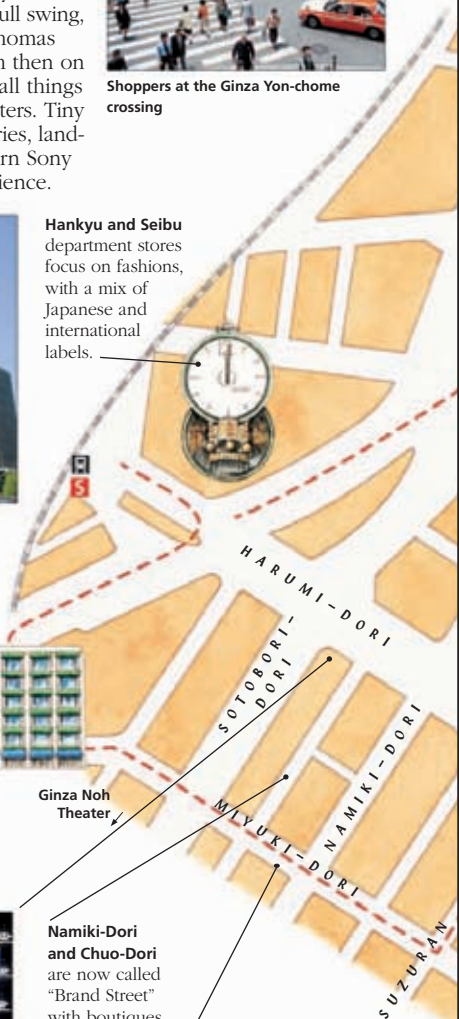 ull swing,
homas
n then on
all things
ters. Tiny
ries, land-
rn Sony
ience.
Shoppers at the Ginza Yon-chome
crossing
Hankyu and Seibu
department stores
focus on fashions,
with a mix of
Japanese and
international
labels.
S
HARUMI-DORI
SOTOBORI-
DORI
NAMIKI-DORI
Ginza Noh
Theater
MIYUKI-DORI
Namiki-Dori
and Chuo-Dori
are now called
“Brand Street”
with boutiques
SUZURAN